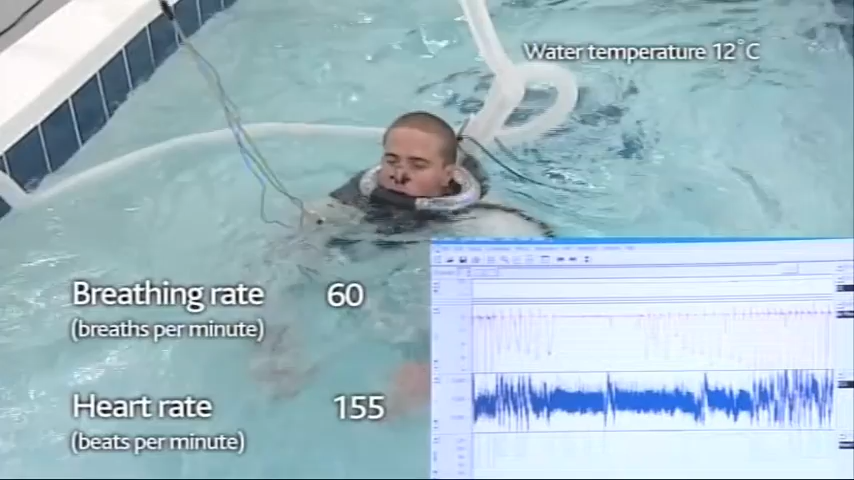 Water temperature 12°C
Breathing rate 60
(breaths per minute)
Heart rate 155
(beats per minute)